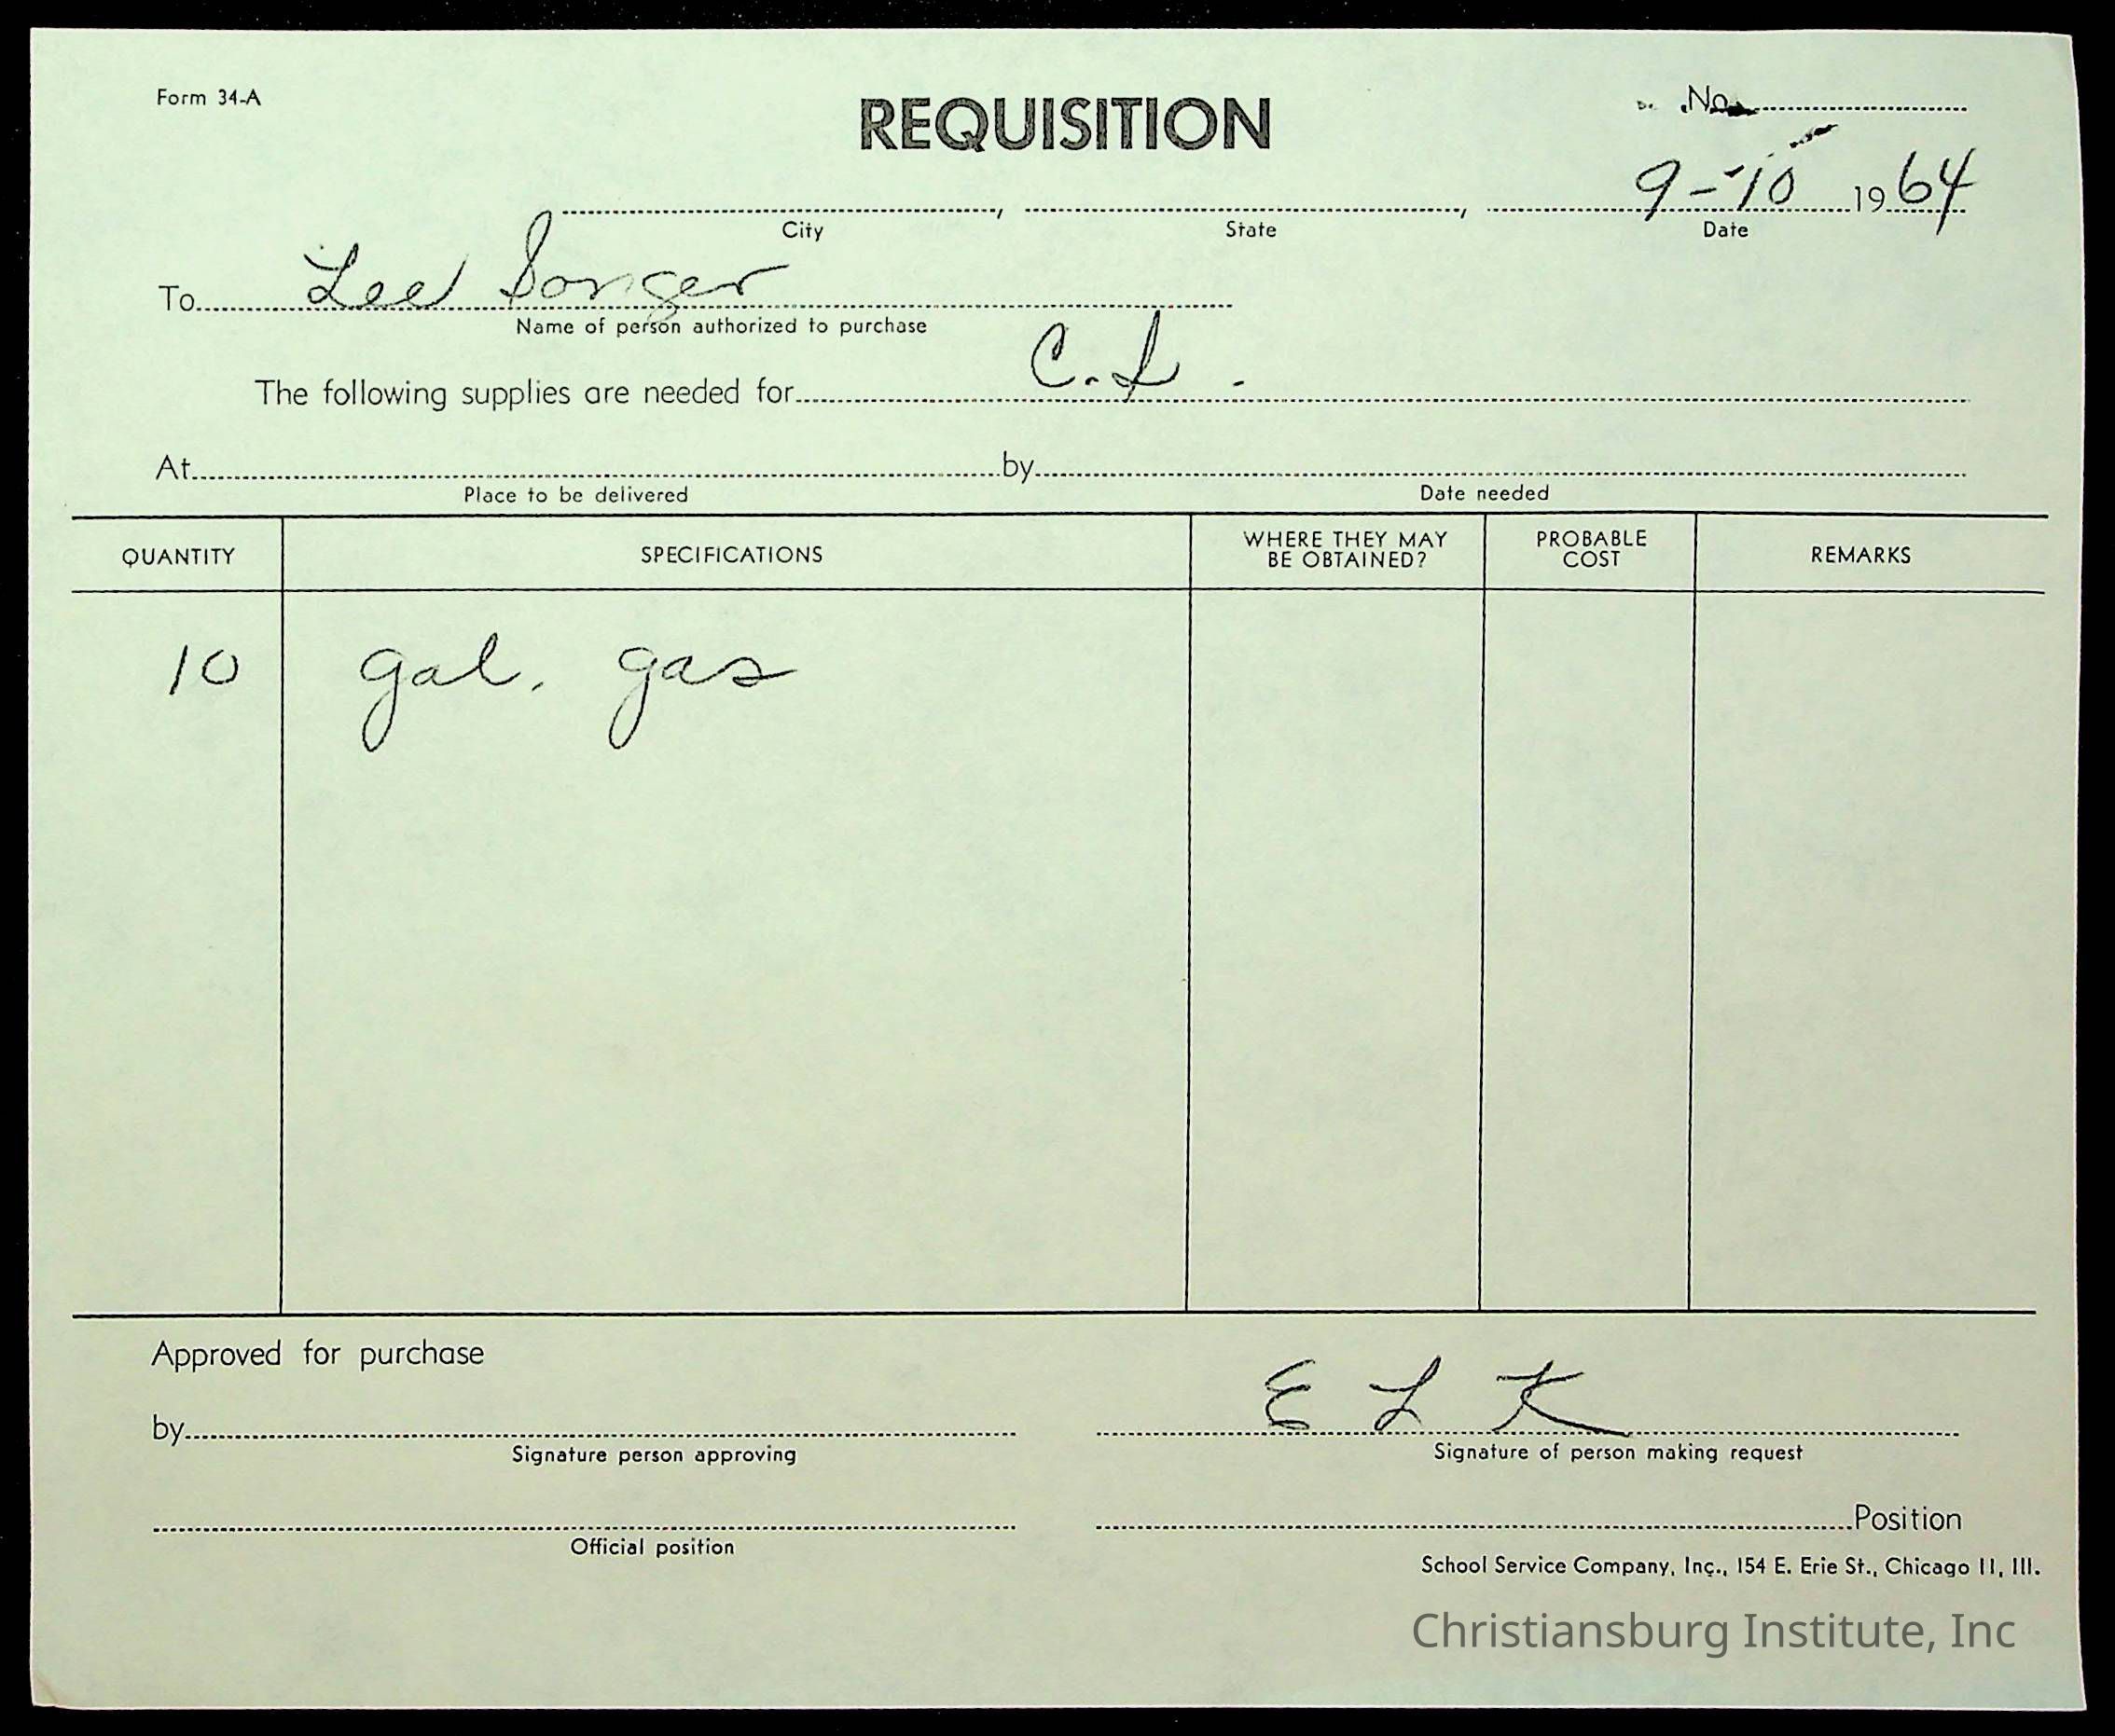 Form 34-A
REQUISITION
No.
9-10 1964
City, State, Date
To Lee Songer
Name of person authorized to purchase
The following supplies are needed for C. I.
At by
Place to be delivered Date needed
QUANTITY SPECIFICATIONS WHERE THEY MAY BE OBTAINED? PROBABLE COST REMARKS
10 gal. gas
Approved for purchase
E L K
by
Signature person approving Signature of person making request
Position
Official position
School Service Company, Inc., 154 E. Erie St., Chicago 11, Ill.
Christiansburg Institute, Inc